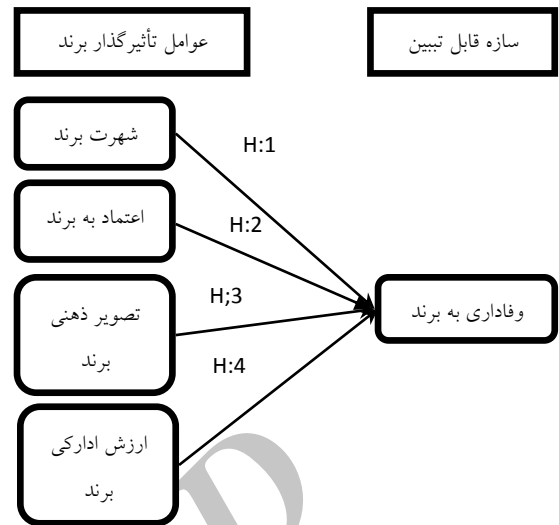 عوامل تأثیرگذار برند
سازه قابل تبیین
شهرت برند
H:1
اعتماد به برند
H:2
تصویر ذهنی
برند
H;3
وفاداری به برند
H:4
ارزش ادارکی
برند
D